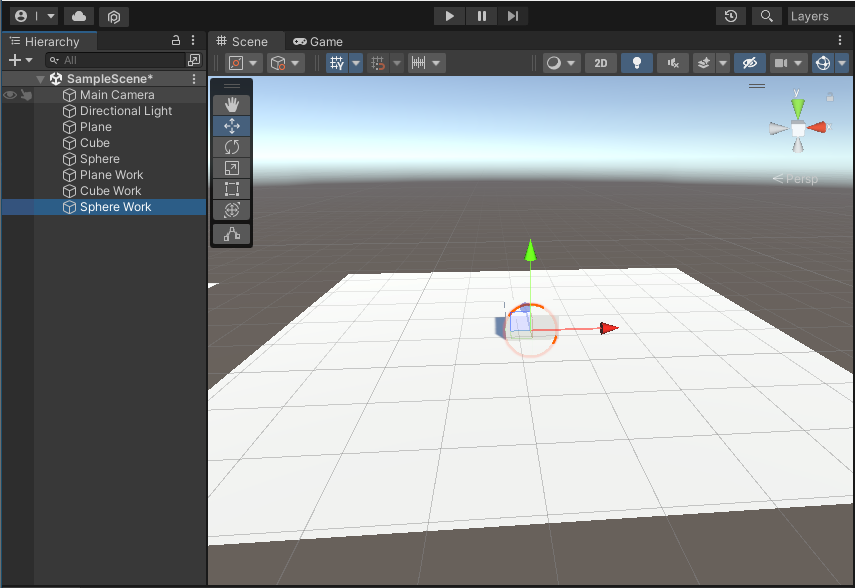 Layers
Hierarchy
Scene
Game
All
2D
SampleScene*
Main Camera
Directional Light
Plane
Cube
Sphere
Plane Work
Cube Work
Sphere Work
y
x
Persp